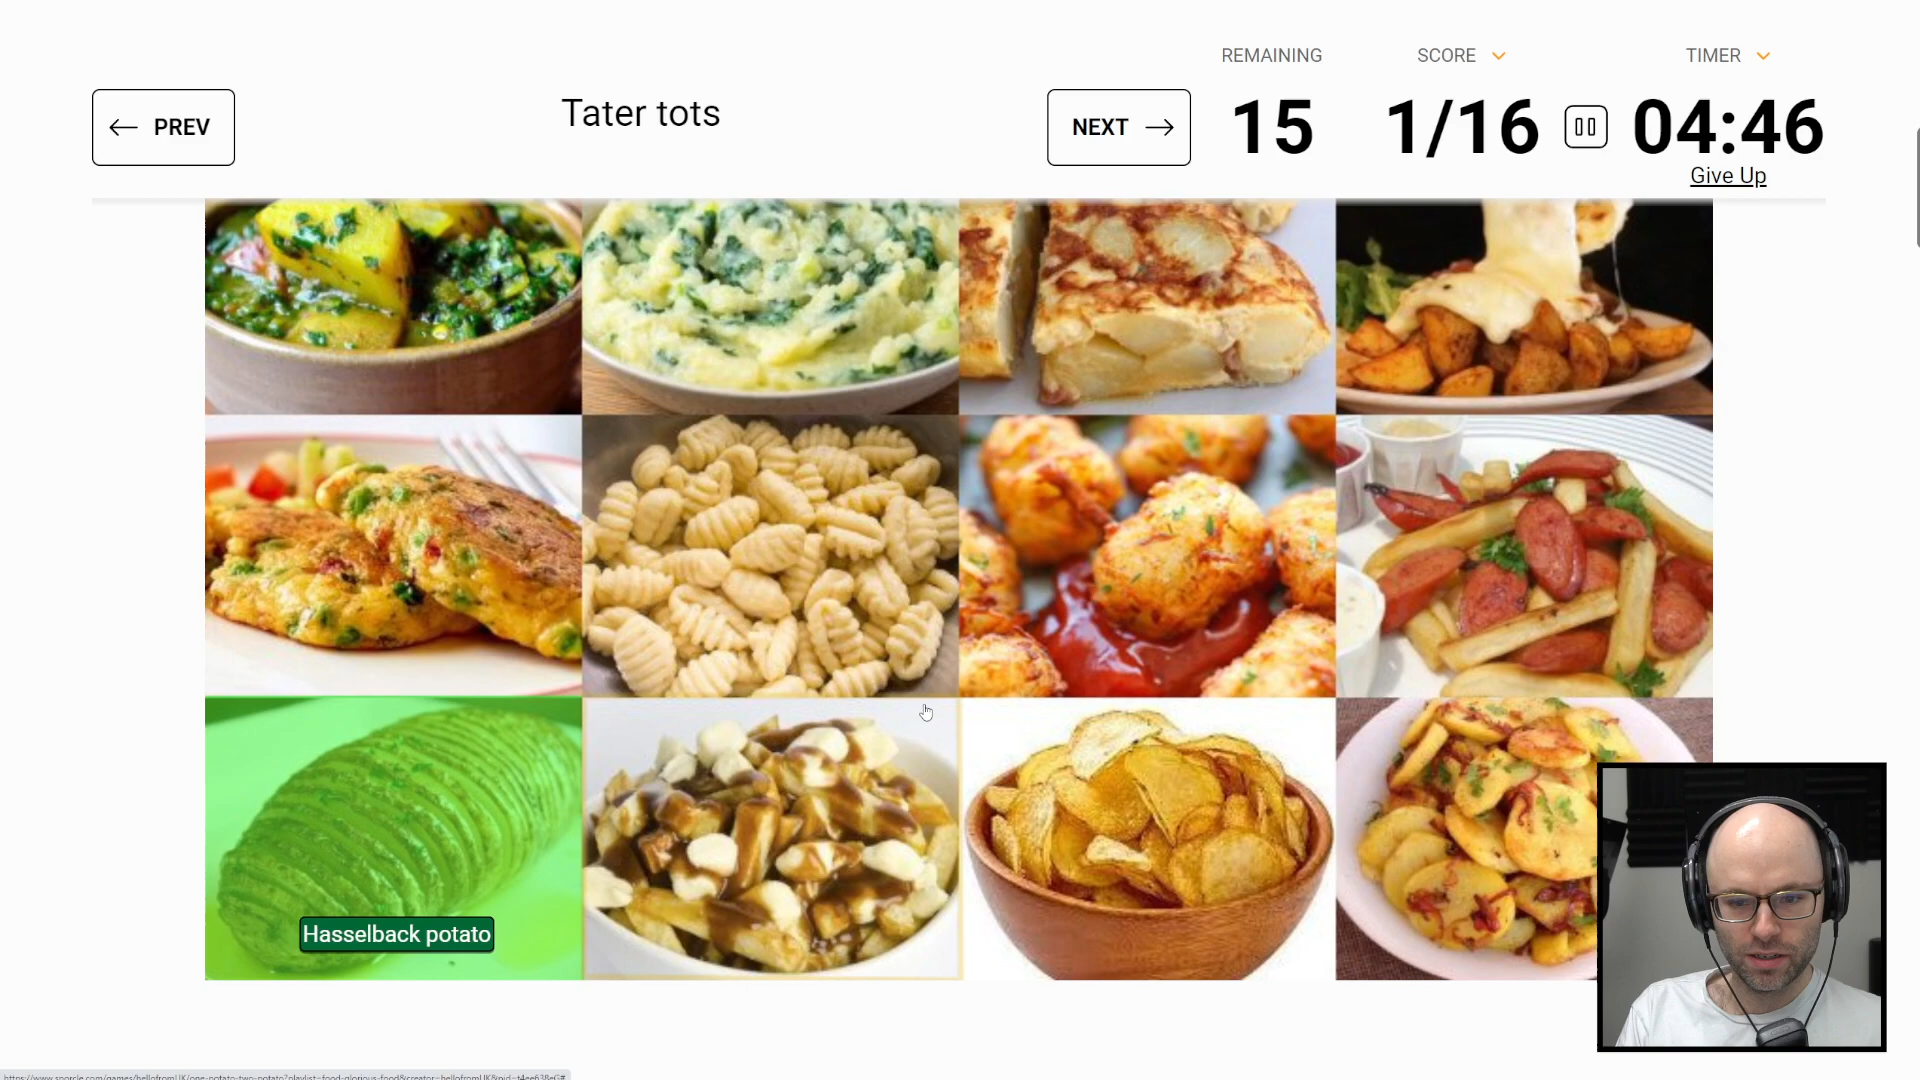 REMAINING
SCORE
TIMER
← PREV
Tater tots
NEXT →
15
1/16
04:46
Give Up
Hasselback potato